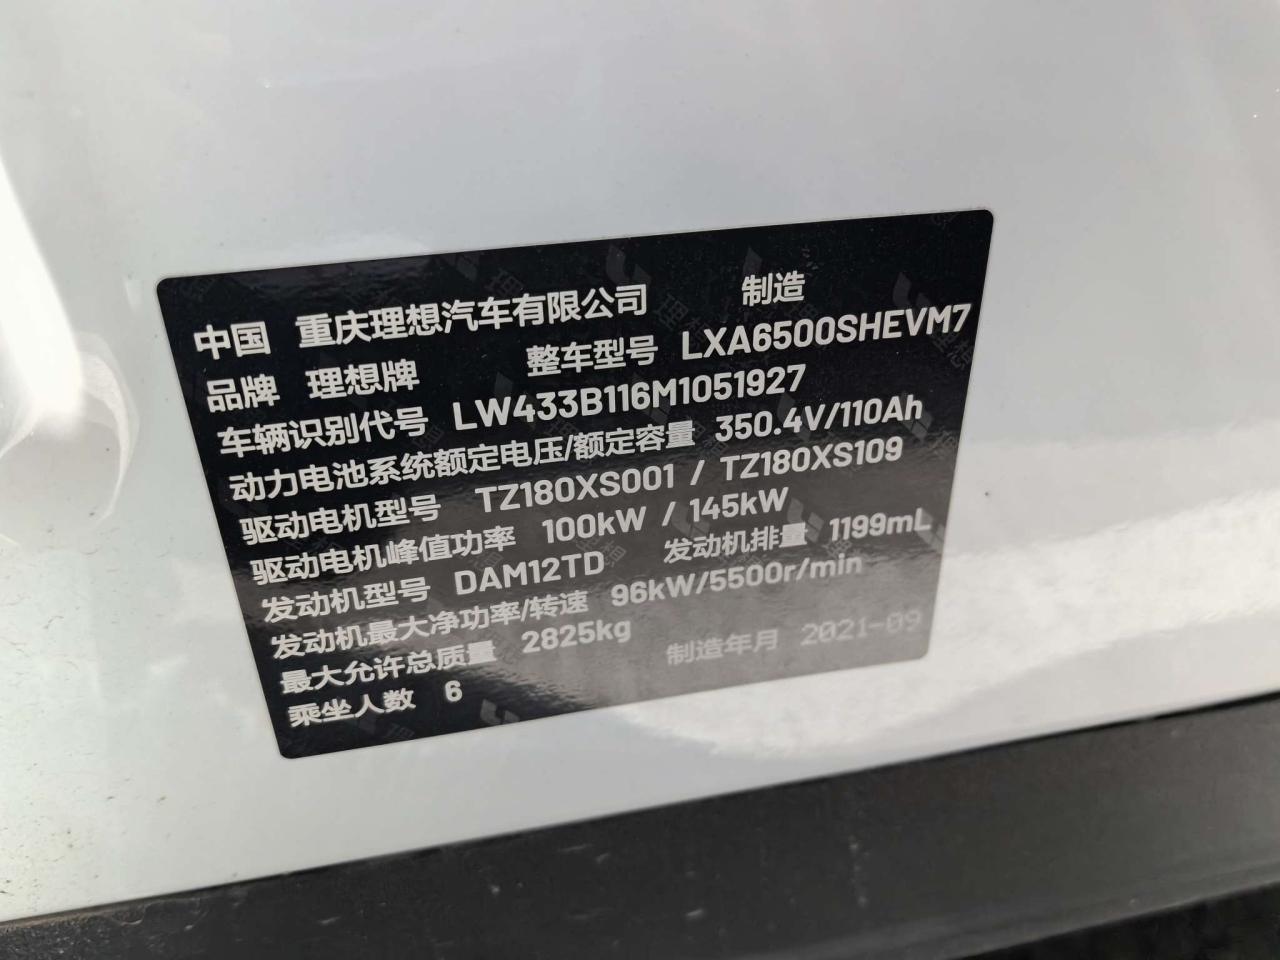 中国 重庆理想汽车有限公司 制造
品牌 理想牌 整车型号 LXA6500SHEVM7
车辆识别代号 LW433B116M1051927
动力电池系统额定电压/额定容量 350.4V/110Ah
驱动电机型号 TZ180XS001 / TZ180XS109
驱动电机峰值功率 100kW / 145kW
发动机型号 DAM12TD 发动机排量 1199mL
发动机最大净功率/转速 96kW/5500r/min
最大允许总质量 2825kg 制造年月 2021-09
乘坐人数 6